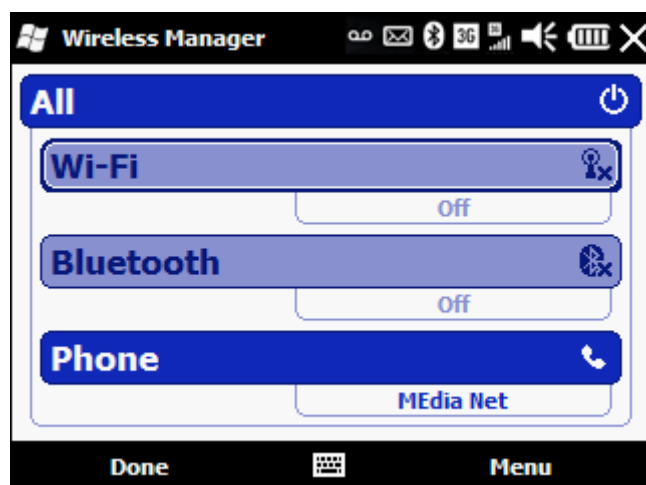 Wireless Manager 3G
All
Wi-Fi
Off
Bluetooth
Off
Phone
MEdia Net
Done Menu